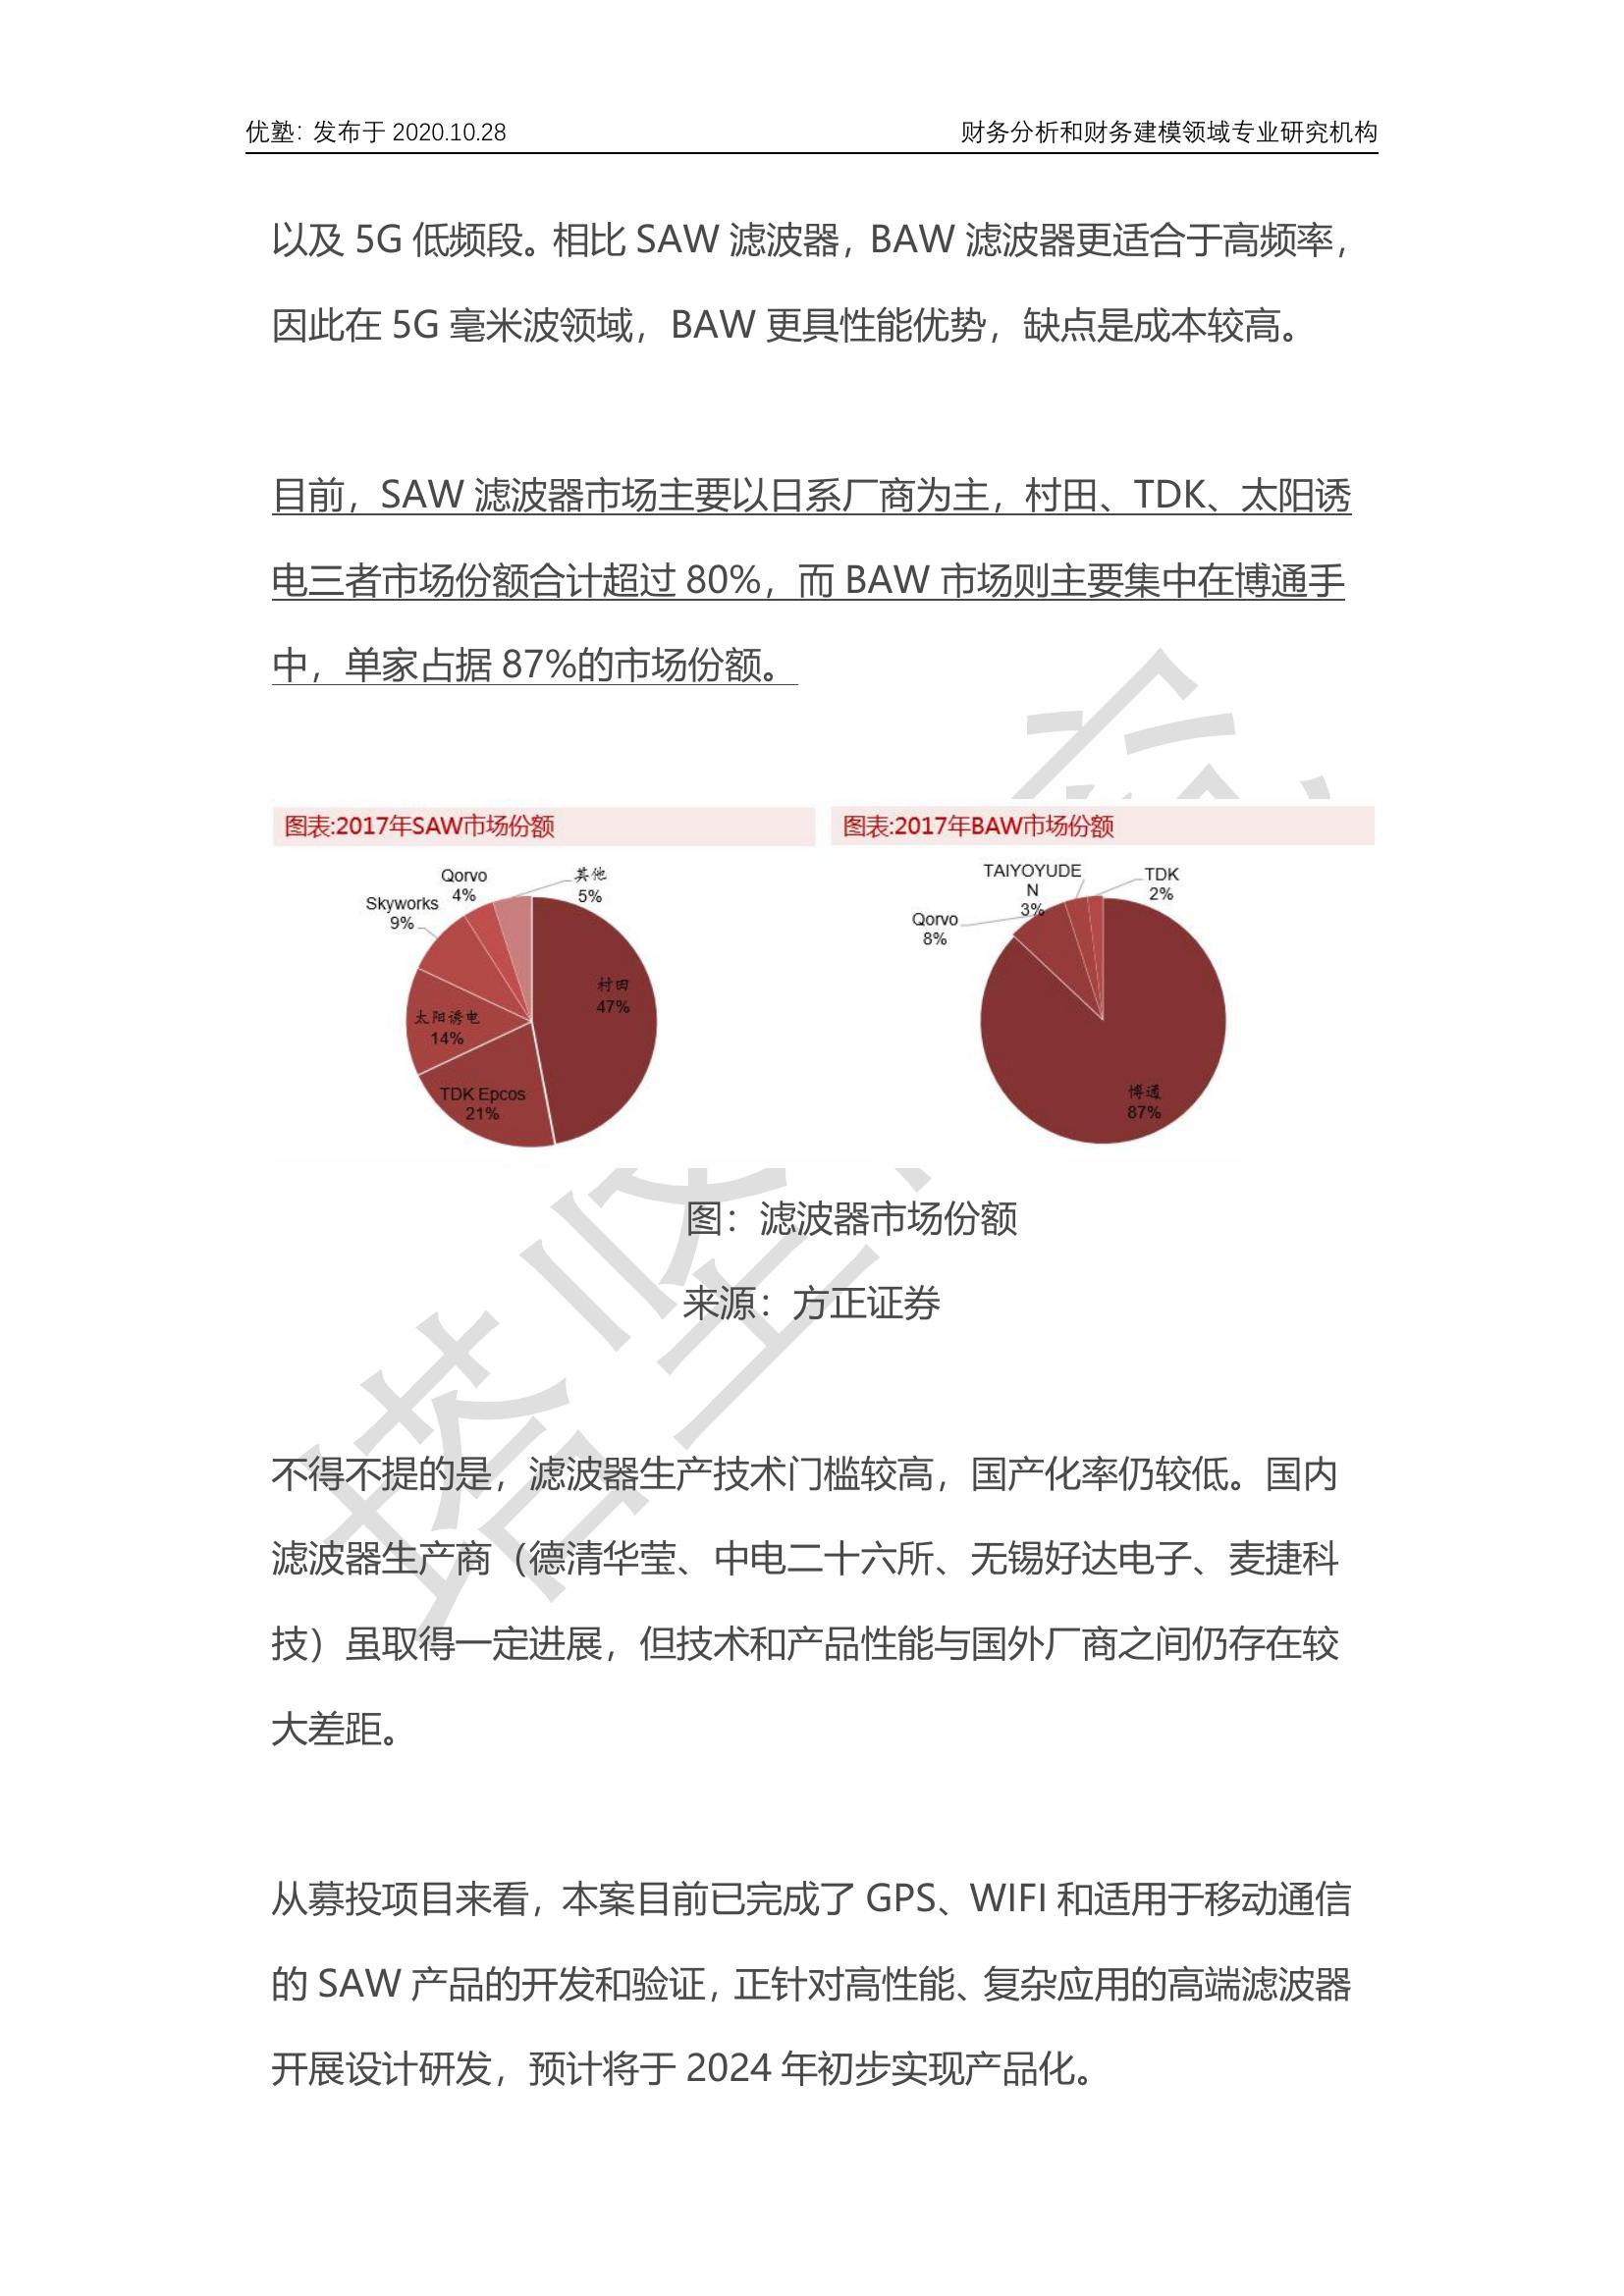 优塾：发布于 2020.10.28 财务分析和财务建模领域专业研究机构
以及 5G 低频段。相比 SAW 滤波器，BAW 滤波器更适合于高频率，
因此在 5G 毫米波领域，BAW 更具性能优势，缺点是成本较高。
目前，SAW 滤波器市场主要以日系厂商为主，村田、TDK、太阳诱
电三者市场份额合计超过 80%，而 BAW 市场则主要集中在博通手
中，单家占据 87%的市场份额。
图表:2017年SAW市场份额
Qorvo
4%
其他
5%
Skyworks
9%
村田
47%
太阳诱电
14%
TDK Epcos
21%
图表:2017年BAW市场份额
TAIYOYUDE
N
3%
TDK
2%
Qorvo
8%
博通
87%
图：滤波器市场份额
来源：方正证券
不得不提的是，滤波器生产技术门槛较高，国产化率仍较低。国内
滤波器生产商（德清华莹、中电二十六所、无锡好达电子、麦捷科
技）虽取得一定进展，但技术和产品性能与国外厂商之间仍存在较
大差距。
从募投项目来看，本案目前已完成了 GPS、WIFI 和适用于移动通信
的 SAW 产品的开发和验证，正针对高性能、复杂应用的高端滤波器
开展设计研发，预计将于 2024 年初步实现产品化。